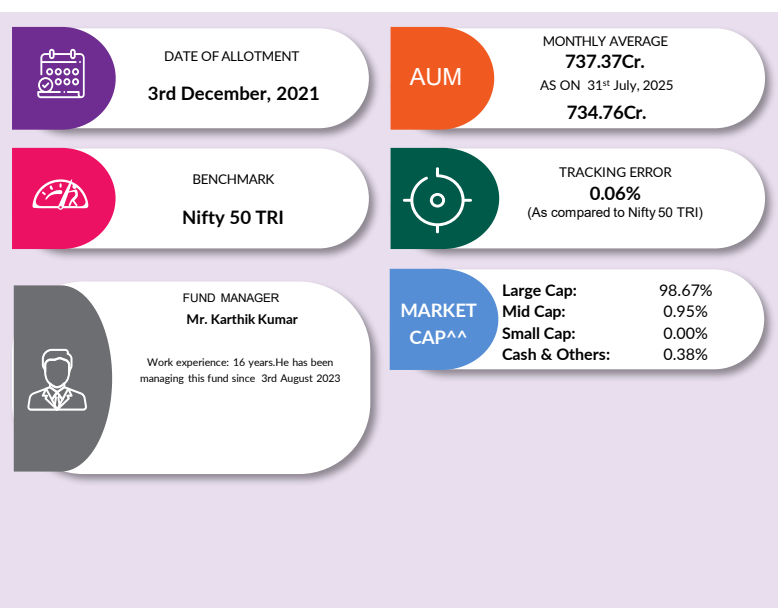 DATE OF ALLOTMENT
3rd December, 2021
AUM
MONTHLY AVERAGE
737.37Cr.
AS ON 31st July, 2025
734.76Cr.
BENCHMARK
Nifty 50 TRI
TRACKING ERROR
0.06%
(As compared to Nifty 50 TRI)
FUND MANAGER
Mr. Karthik Kumar
Work experience: 16 years.He has been
managing this fund since 3rd August 2023
MARKET
CAP^^
Large Cap: 98.67%
Mid Cap: 0.95%
Small Cap: 0.00%
Cash & Others: 0.38%